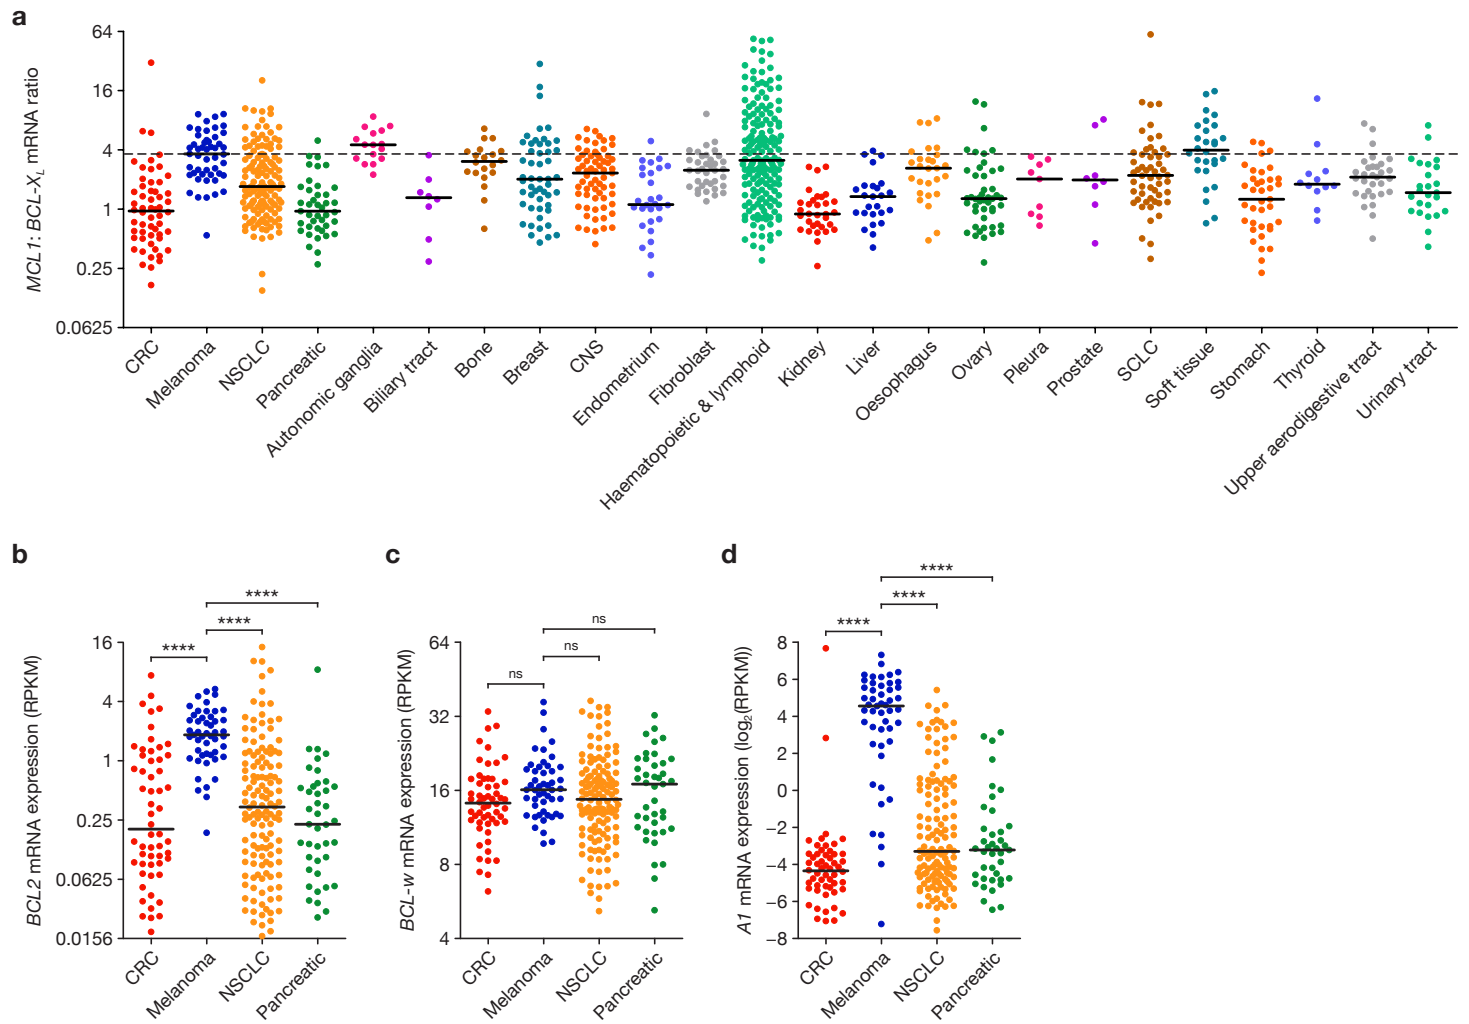 a
MCL1: BCL-XL mRNA ratio
64
16
4
1
0.25
0.0625
CRC
Melanoma
NSCLC
Pancreatic
Autonomic ganglia
Biliary tract
Bone
Breast
CNS
Endometrium
Fibroblast
Haematopoietic & lymphoid
Kidney
Liver
Oesophagus
Ovary
Pleura
Prostate
SCLC
Soft tissue
Stomach
Thyroid
Upper aerodigestive tract
Urinary tract
b
BCL2 mRNA expression (RPKM)
16
4
1
0.25
0.0625
0.0156
****
****
****
CRC
Melanoma
NSCLC
Pancreatic
c
BCL-w mRNA expression (RPKM)
64
32
16
8
4
ns
ns
ns
CRC
Melanoma
NSCLC
Pancreatic
d
A1 mRNA expression (log2(RPKM))
8
6
4
2
0
−2
−4
−6
−8
****
****
****
CRC
Melanoma
NSCLC
Pancreatic